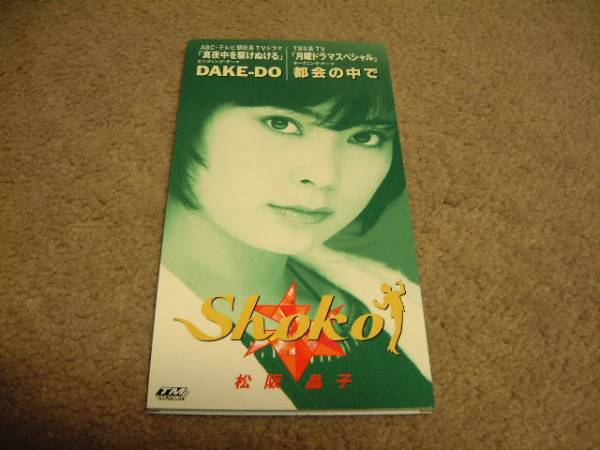 ABC・テレビ朝日系TVドラマ
「真夜中を駆けぬける」
エンディング・テーマ
DAKE-DO
TBS系TV
「月曜ドラマスペシャル」
オープニング・テーマ
都会の中で
Shoko
松阪晶子
TM